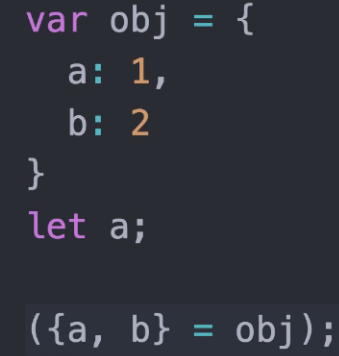 var obj = {
  a: 1,
  b: 2
}
let a;
({a, b} = obj);